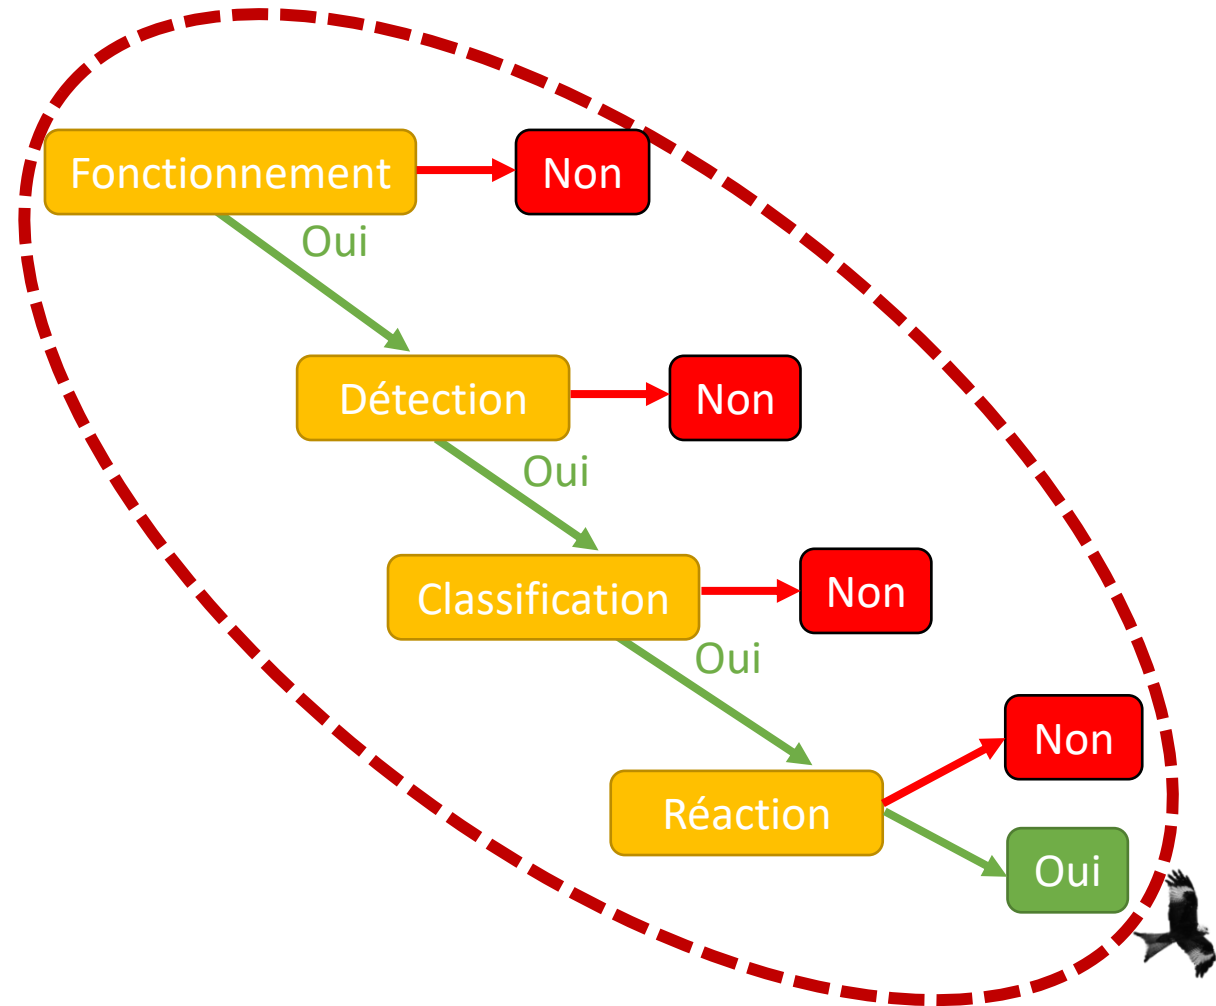 Fonctionnement
Non
Oui
Détection
Non
Oui
Classification
Non
Oui
Non
Réaction
Oui